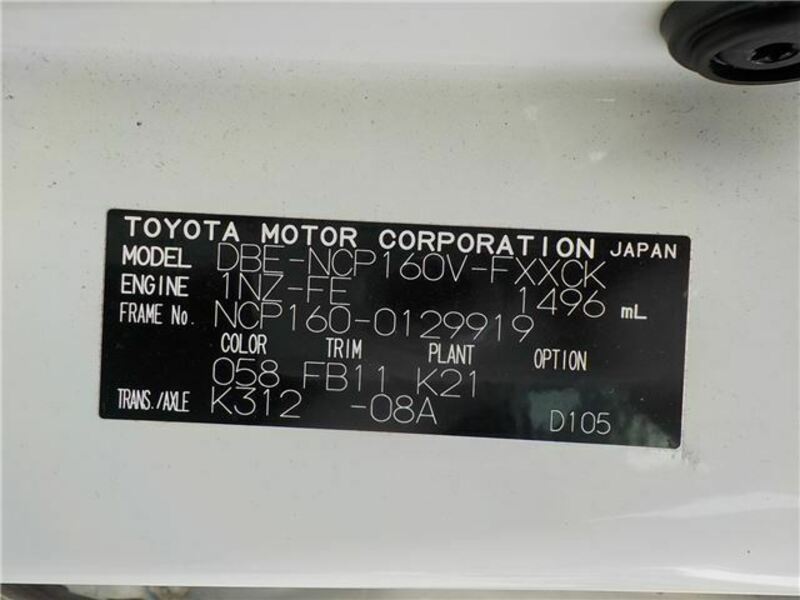 TOYOTA MOTOR CORPORATION JAPAN
MODEL DBE-NCP160V-FXXCK
ENGINE 1NZ-FE 1496 mL
FRAME No. NCP160-0129919
COLOR TRIM PLANT OPTION
058 FB11 K21
TRANS./AXLE K312 -08A D105